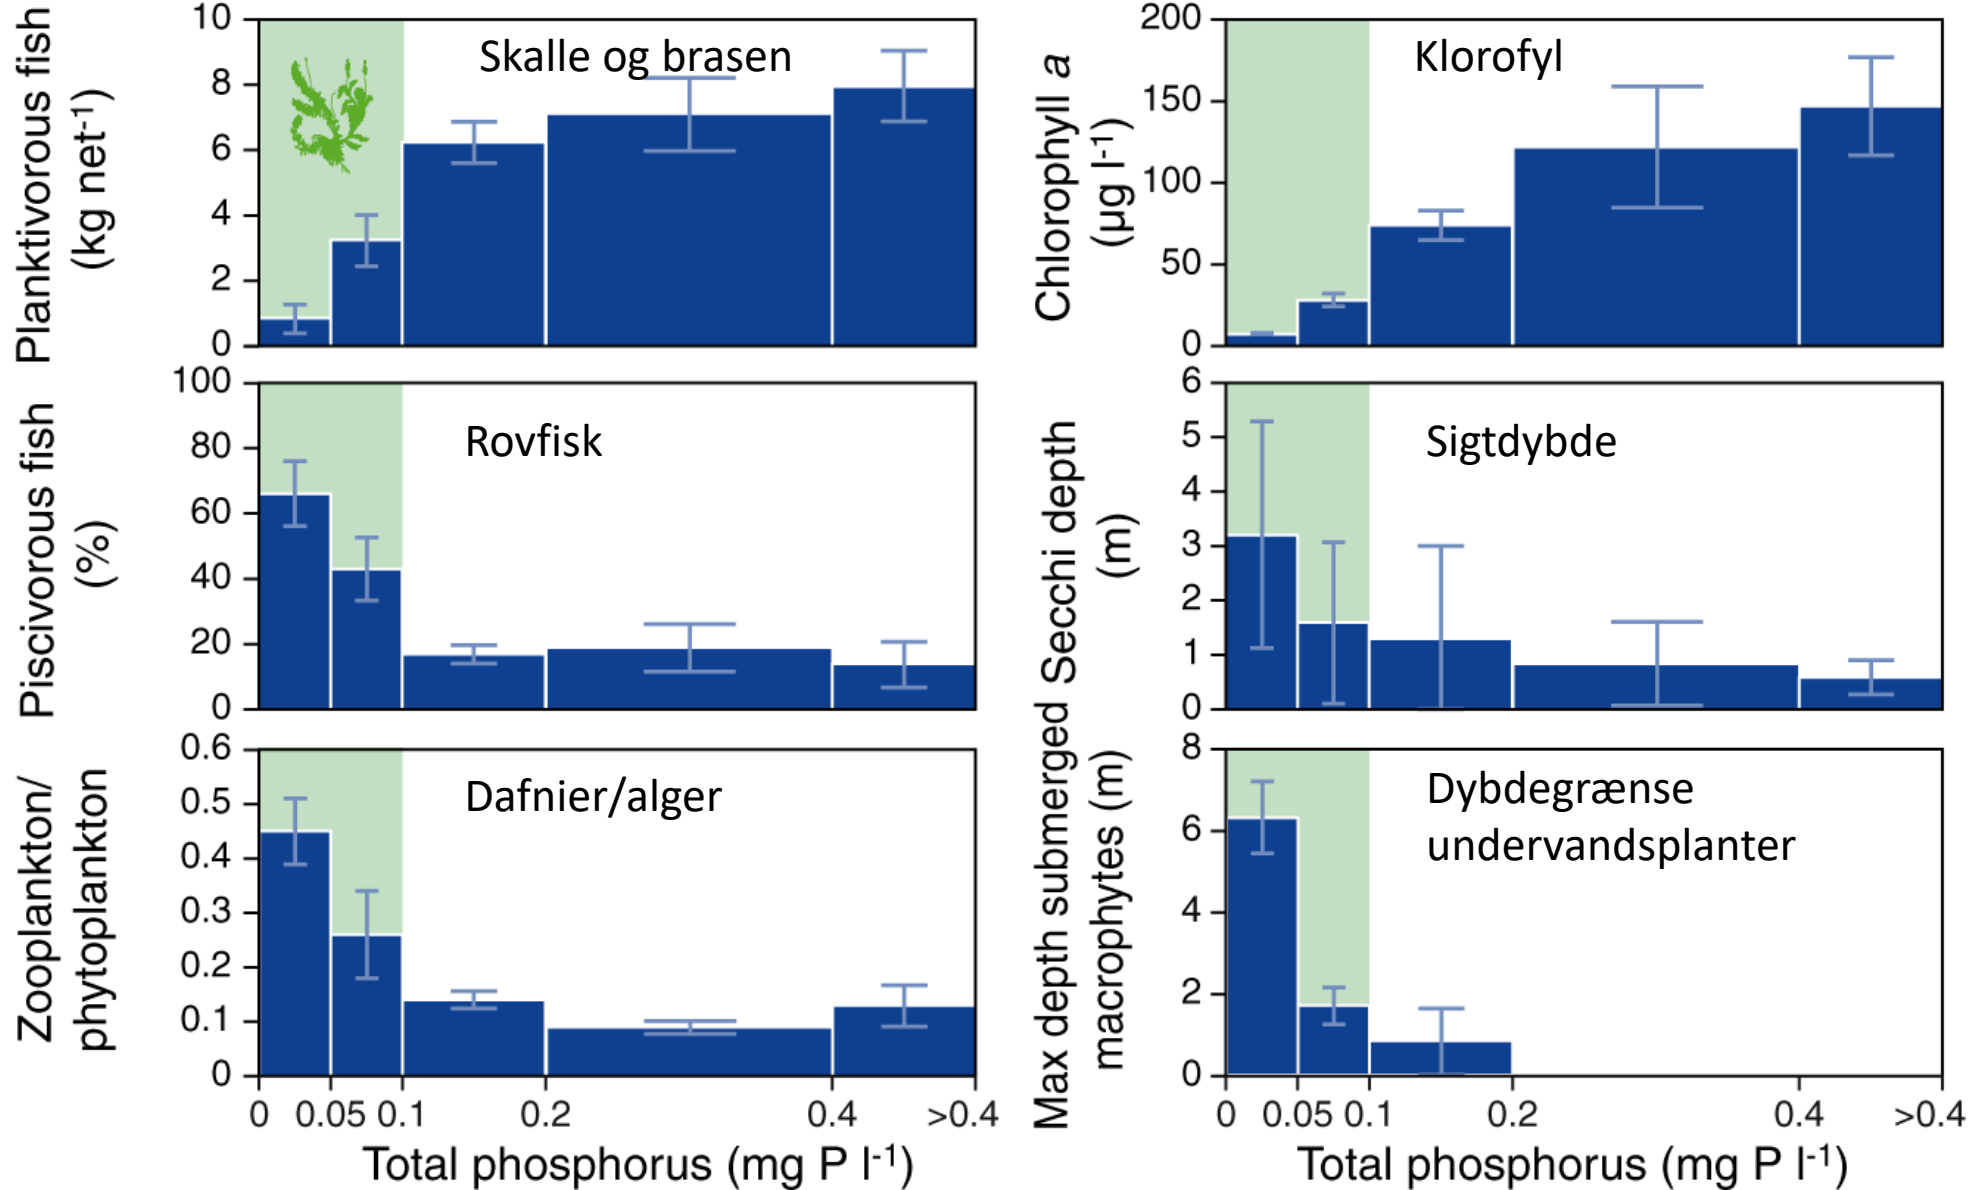 Planktivorous fish
(kg net-1)
10
8
6
4
2
0
Skalle og brasen
Chlorophyll a
(µg l-1)
200
150
100
50
0
Klorofyl
Piscivorous fish
(%)
100
80
60
40
20
0
Rovfisk
Secchi depth
(m)
6
5
4
3
2
1
0
Sigtdybde
Zooplankton/
phytoplankton
0.6
0.5
0.4
0.3
0.2
0.1
0
Dafnier/alger
0 0.05 0.1 0.2 0.4 >0.4
Total phosphorus (mg P l-1)
Max depth submerged
macrophytes (m)
8
6
4
2
0
Dybdegrænse
undervandsplanter
0 0.05 0.1 0.2 0.4 >0.4
Total phosphorus (mg P l-1)